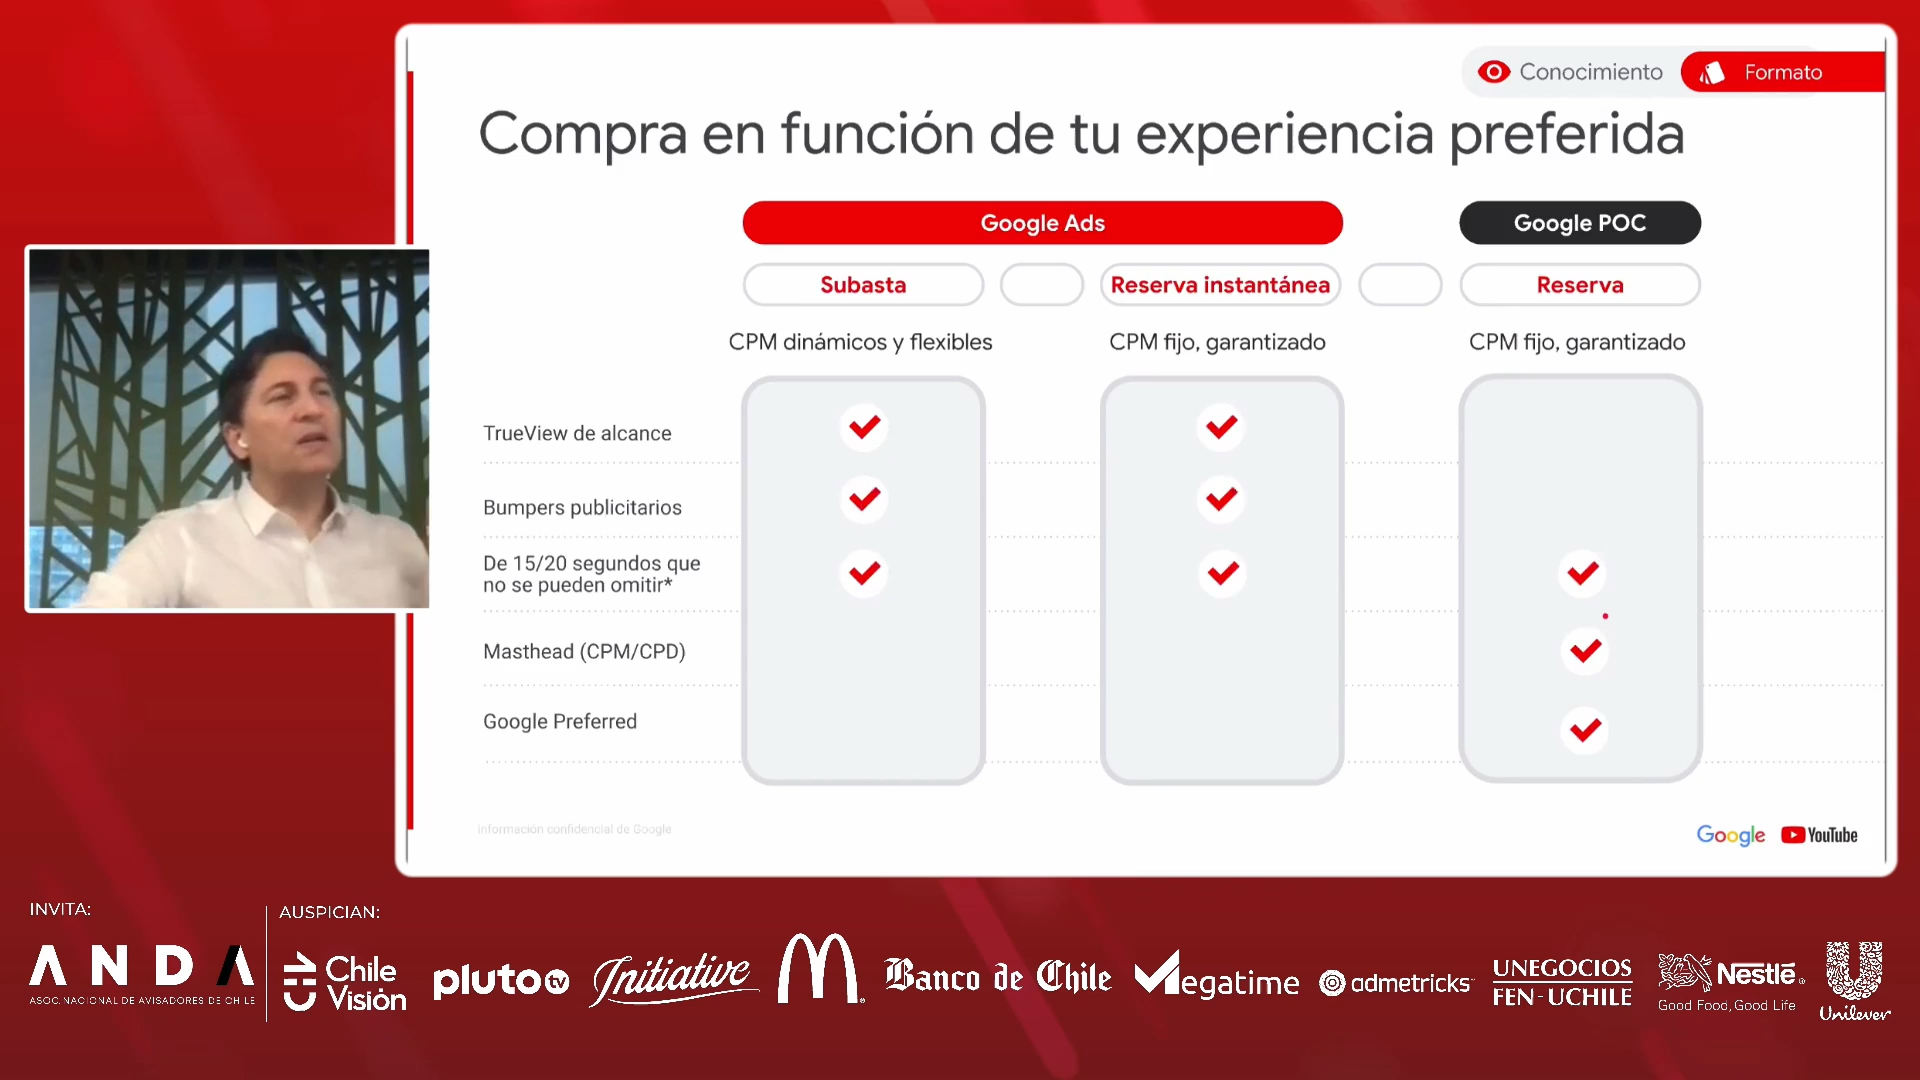 Conocimiento
Formato
Compra en función de tu experiencia preferida
Google Ads
Google POC
Subasta
Reserva instantánea
Reserva
CPM dinámicos y flexibles
CPM fijo, garantizado
CPM fijo, garantizado
TrueView de alcance
Bumpers publicitarios
De 15/20 segundos que
no se pueden omitir*
Masthead (CPM/CPD)
Google Preferred
Información confidencial de Google
Google YouTube
INVITA:
ANDA
ASOC. NACIONAL DE AVISADORES DE CHILE
AUSPICIAN:
CHV Chile
Visión
pluto tv
Initiative
Banco de Chile
Megatime
admetricks
UNEGOCIOS
FEN - UCHILE
Nestlé
Good Food, Good Life
Unilever